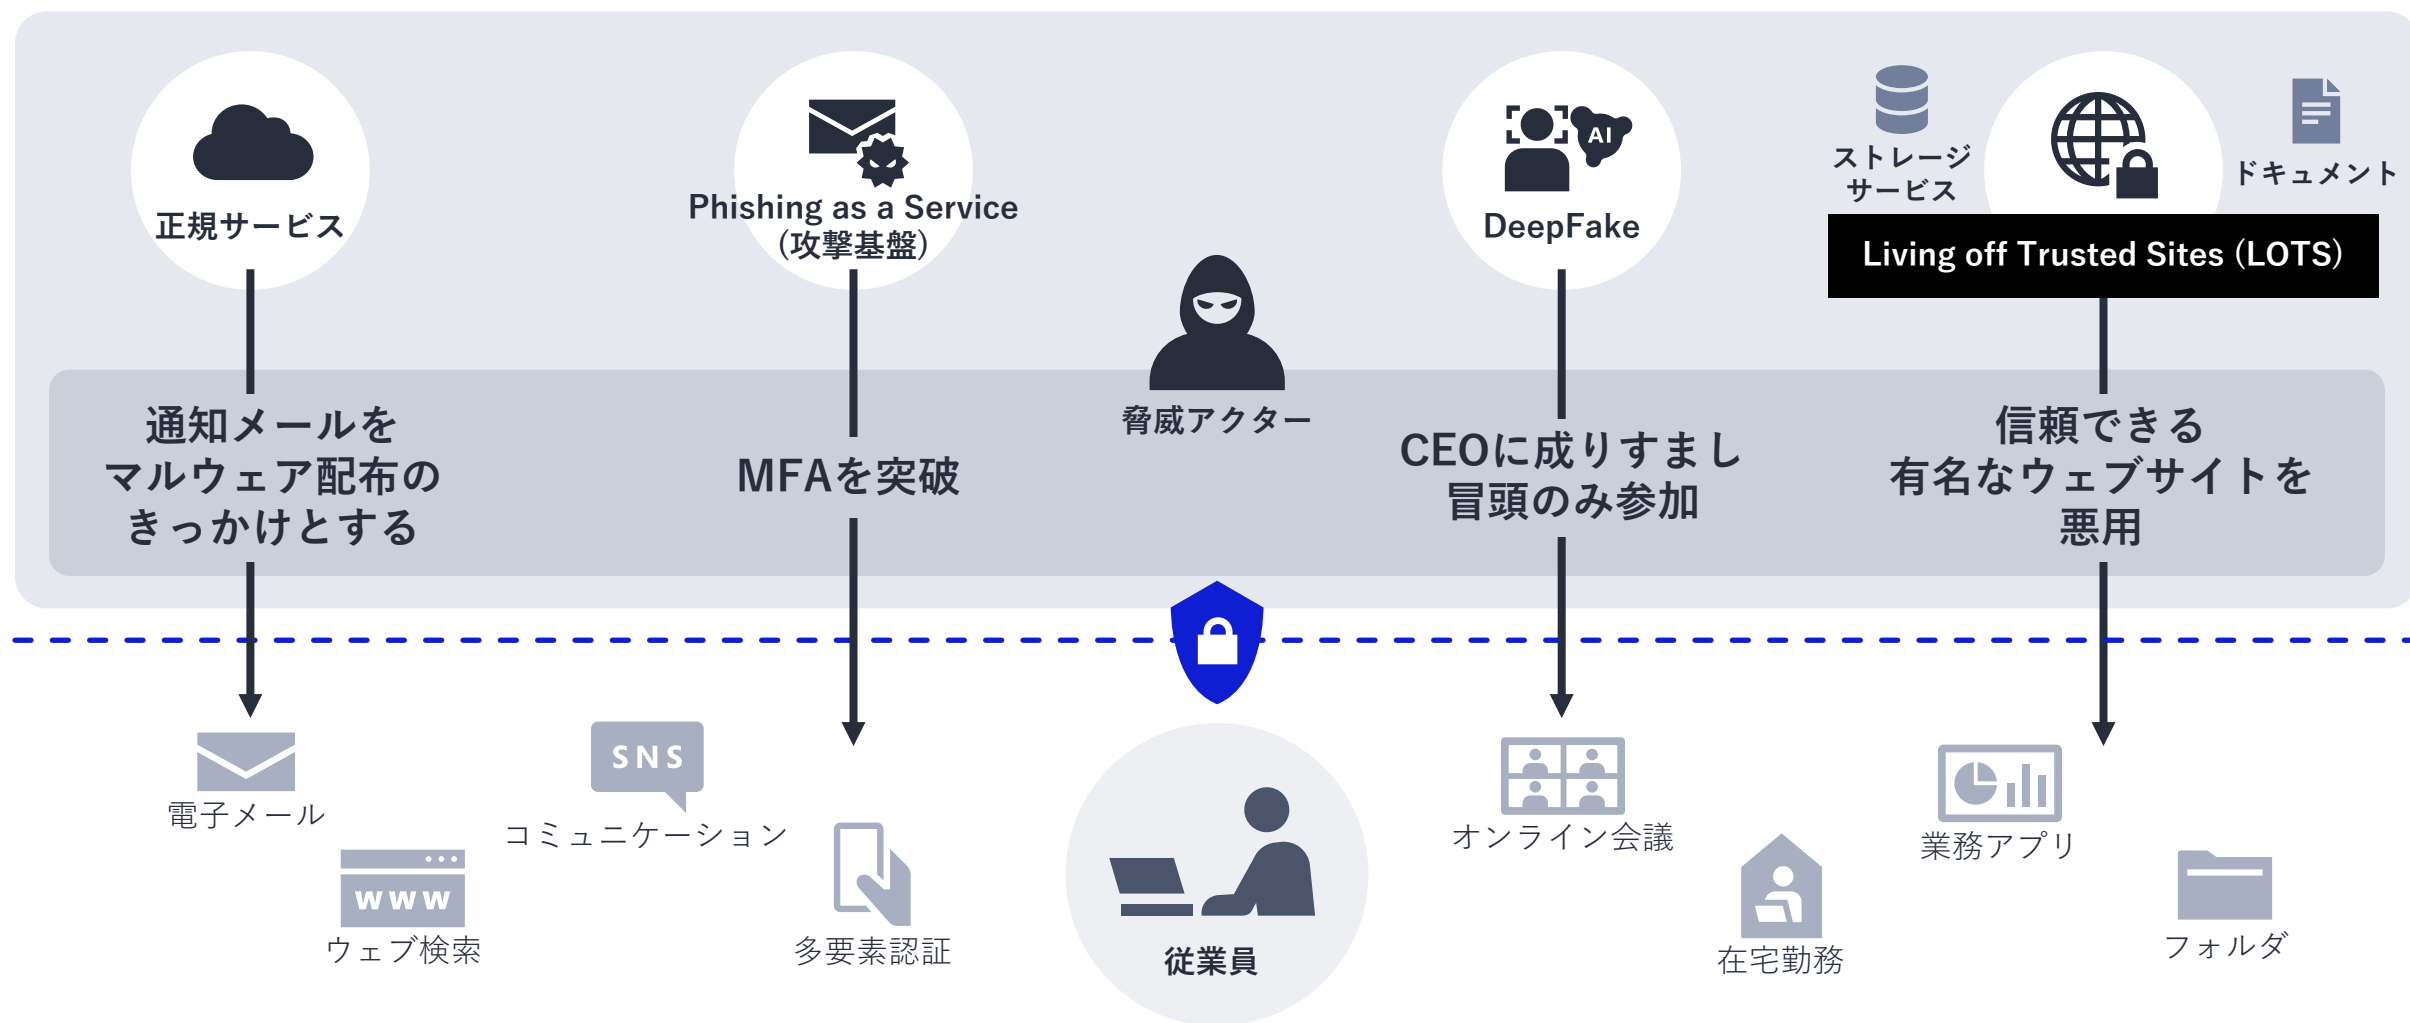 正規サービス
Phishing as a Service
(攻撃基盤)
AI
DeepFake
ストレージ
サービス
ドキュメント
Living off Trusted Sites (LOTS)
脅威アクター
通知メールを
マルウェア配布の
きっかけとする
MFAを突破
CEOに成りすまし
冒頭のみ参加
信頼できる
有名なウェブサイトを
悪用
電子メール
www
ウェブ検索
SNS
コミュニケーション
多要素認証
従業員
オンライン会議
在宅勤務
業務アプリ
フォルダ